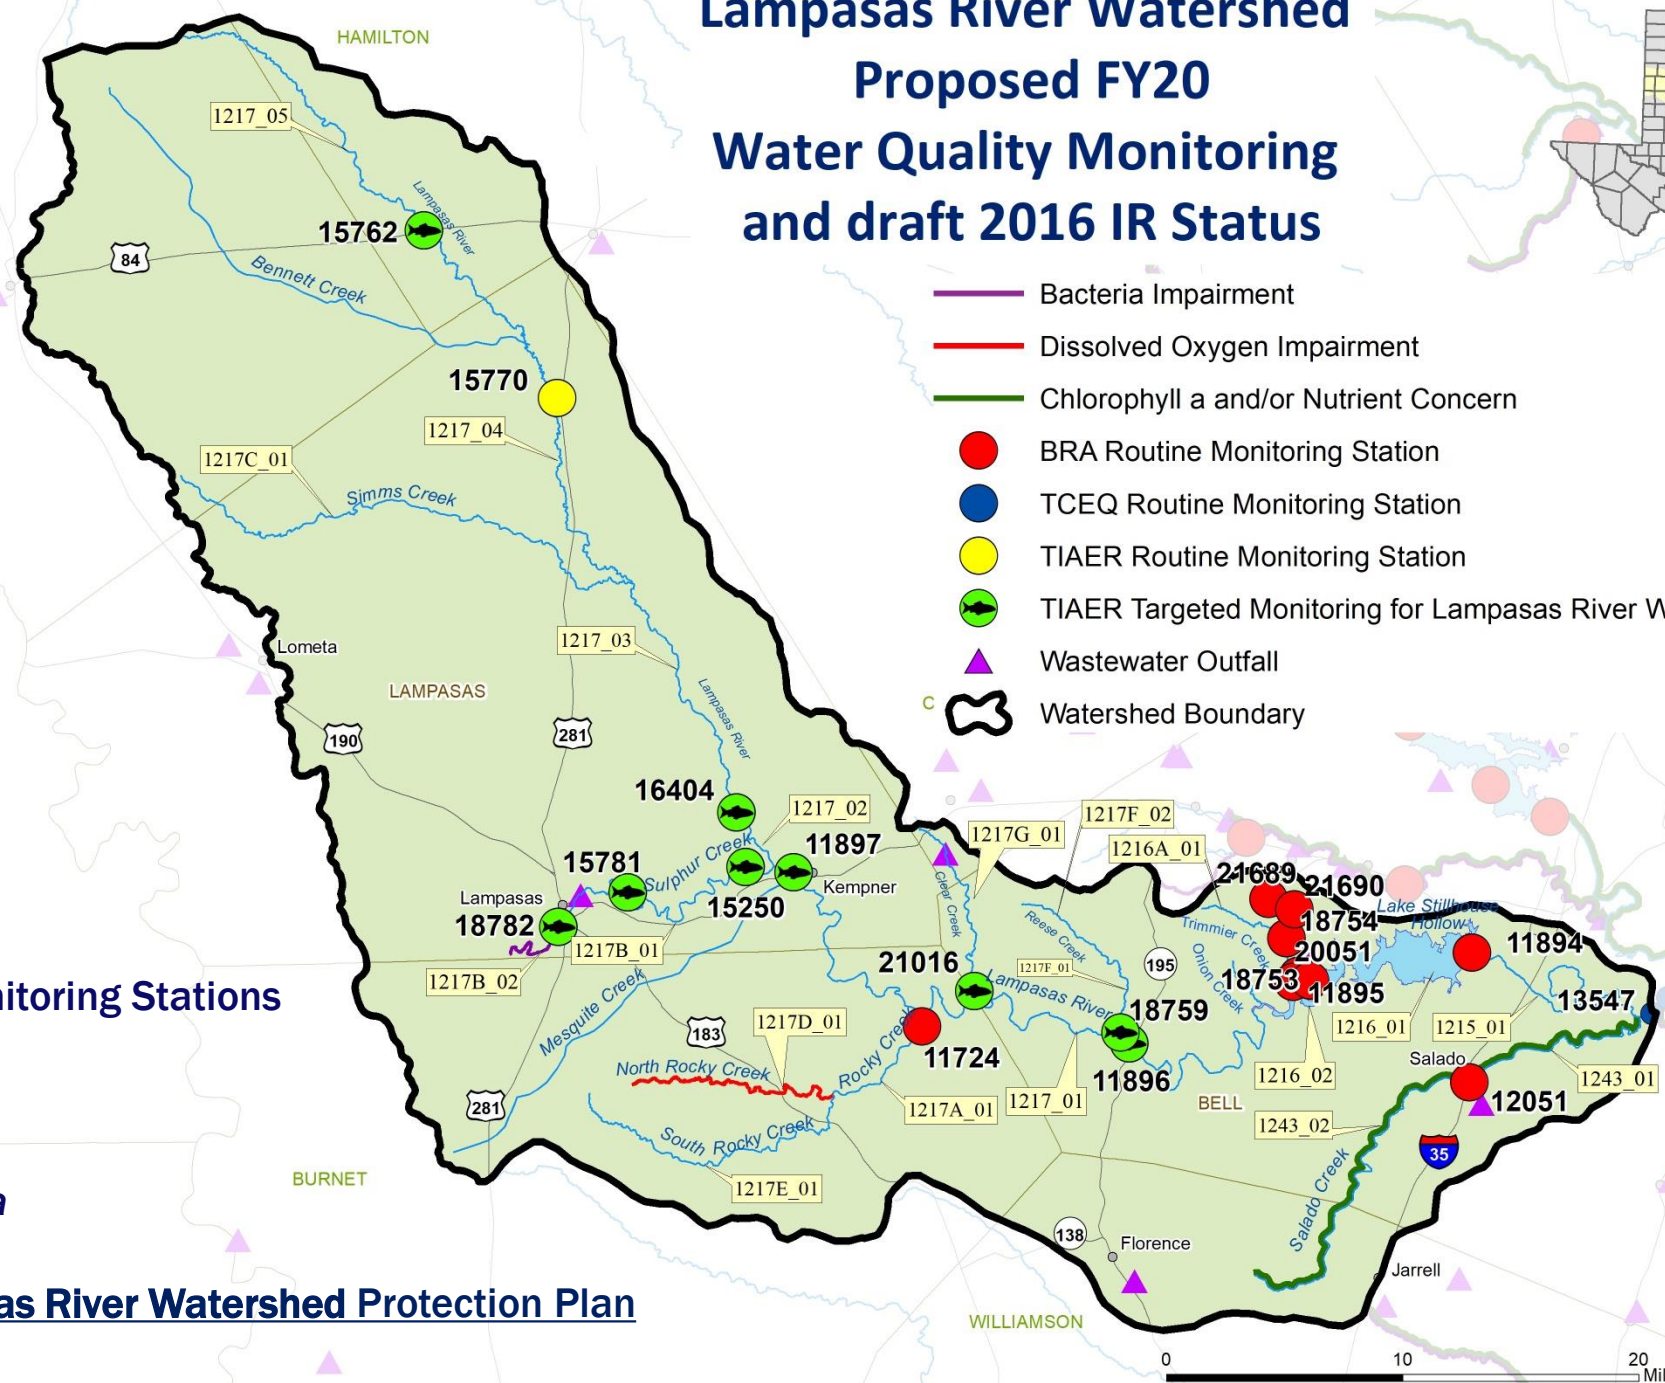 Lampasas River Watershed
Proposed FY20
Water Quality Monitoring
and draft 2016 IR Status
Bacteria Impairment
Dissolved Oxygen Impairment
Chlorophyll a and/or Nutrient Concern
BRA Routine Monitoring Station
TCEQ Routine Monitoring Station
TIAER Routine Monitoring Station
TIAER Targeted Monitoring for Lampasas River W
Wastewater Outfall
C
Watershed Boundary
HAMILTON
1217_05
Lampasas River
15762
84
Bennett Creek
15770
1217_04
1217C_01
Simms Creek
1217_03
Lometa
LAMPASAS
Lampasas River
190
281
16404
1217_02
11897
1217G_01
1217F_02
1216A_01
15781
Sulphur Creek
Kempner
Clear Creek
21689
21690
Lampasas
15250
Lake Stillhouse
Hollow
18782
18754
Reese Creek
Trimmier Creek
1217B_01
20051
11894
1217B_02
21016
1217F_01
195
Onion Creek
18753
11895
Mesquite Creek
Lampasas River
13547
18759
1216_01
1215_01
nitoring Stations
183
1217D_01
Rocky Creek
11724
Salado
North Rocky Creek
11896
1216_02
1243_01
281
1217A_01
1217_01
BELL
12051
1243_02
South Rocky Creek
35
BURNET
1217E_01
Salado Creek
a
138
Florence
Jarrell
as River Watershed Protection Plan
WILLIAMSON
0 10 20
Mil